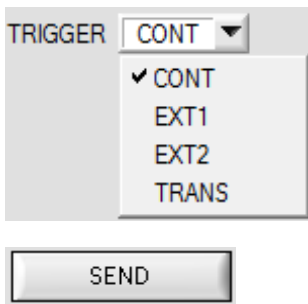 TRIGGER CONT
CONT
EXT1
EXT2
TRANS
SEND